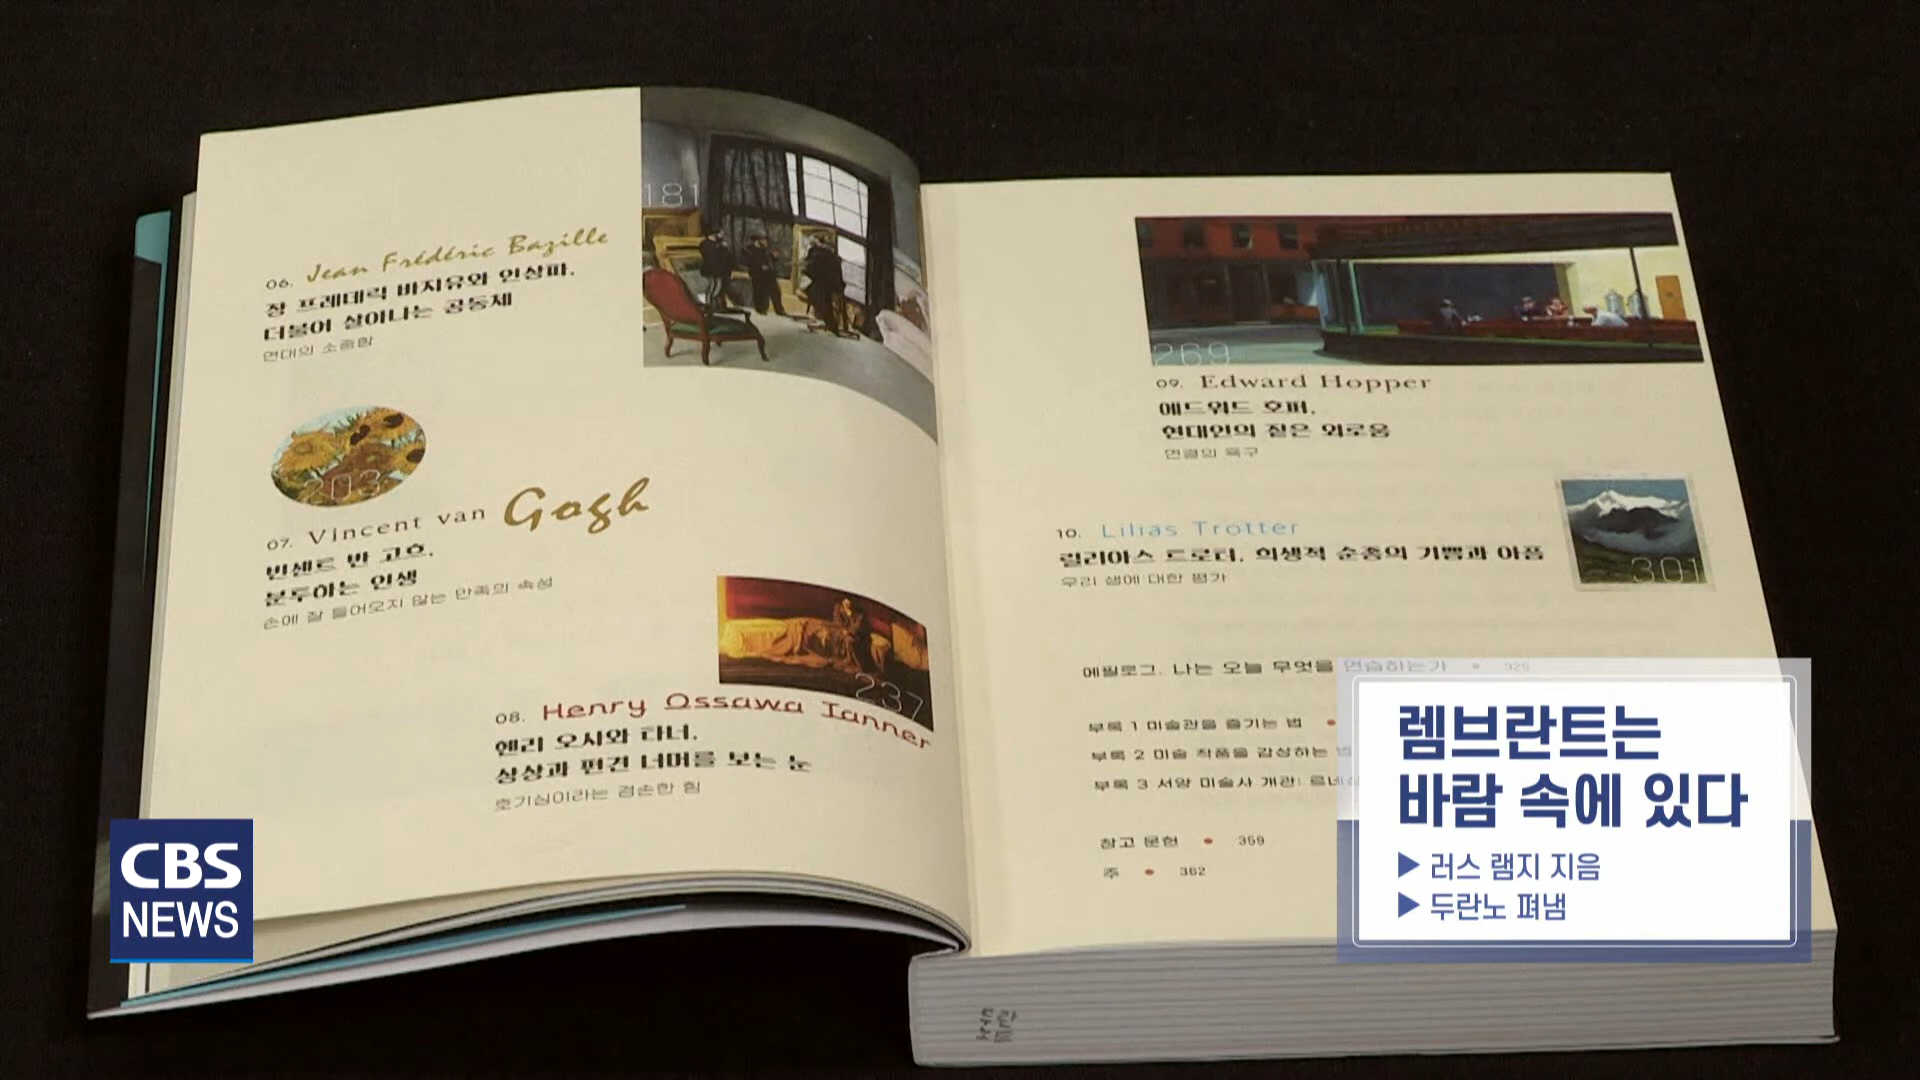 181
06. Jean Frédéric Bazille
장 프레데릭 바지유와 인상파,
더불어 살아나는 공동체
연대의 소중함
203
07. Vincent van Gogh
빈센트 반 고흐,
분투하는 인생
손에 잘 들어오지 않는 만족의 속성
237
08. Henry Ossawa Tanner
헨리 오사와 타너,
상상과 편견 너머를 보는 눈
호기심이라는 겸손한 힘
269
09. Edward Hopper
에드워드 호퍼,
현대인의 짙은 외로움
연결의 욕구
10. Lilias Trotter
릴리아스 트로터, 희생적 순종의 기쁨과 아픔
우리 생에 대한 평가
301
에필로그. 나는 오늘 무엇을 연습하는가 • 325
부록 1 미술관을 즐기는 법 •
부록 2 미술 작품을 감상하는 법
부록 3 서양 미술사 개관: 르네상
참고 문헌 • 359
주 • 362
렘브란트는
바람 속에 있다
▶ 러스 램지 지음
▶ 두란노 펴냄
CBS
NEWS